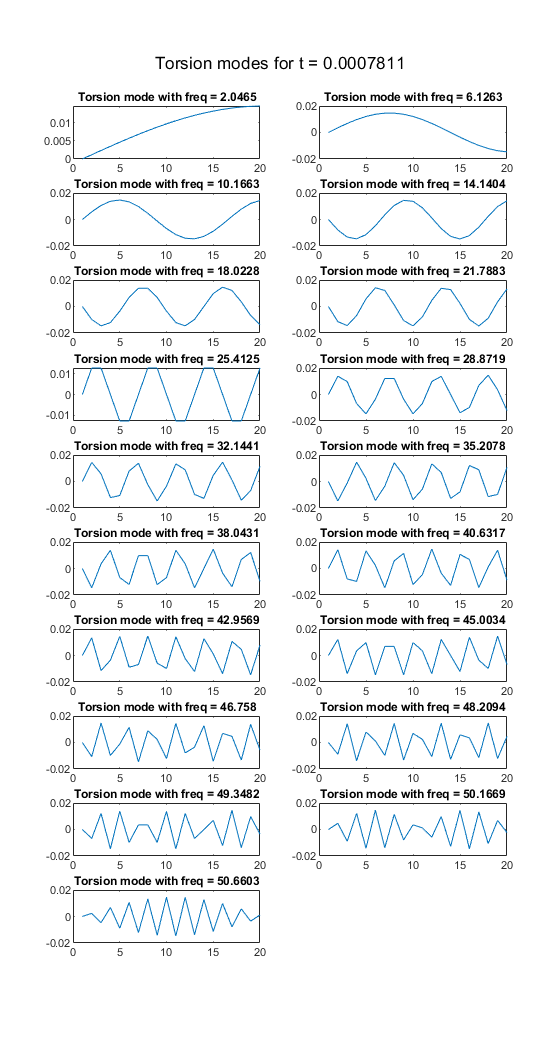 Torsion modes for t = 0.0007811
Torsion mode with freq = 2.0465
0.01
0.005
0
0 5 10 15 20
Torsion mode with freq = 6.1263
0.02
0
-0.02
0 5 10 15 20
Torsion mode with freq = 10.1663
0.02
0
-0.02
0 5 10 15 20
Torsion mode with freq = 14.1404
0.02
0
-0.02
0 5 10 15 20
Torsion mode with freq = 18.0228
0.02
0
-0.02
0 5 10 15 20
Torsion mode with freq = 21.7883
0.02
0
-0.02
0 5 10 15 20
Torsion mode with freq = 25.4125
0.01
0
-0.01
0 5 10 15 20
Torsion mode with freq = 28.8719
0.02
0
-0.02
0 5 10 15 20
Torsion mode with freq = 32.1441
0.02
0
-0.02
0 5 10 15 20
Torsion mode with freq = 35.2078
0.02
0
-0.02
0 5 10 15 20
Torsion mode with freq = 38.0431
0.02
0
-0.02
0 5 10 15 20
Torsion mode with freq = 40.6317
0.02
0
-0.02
0 5 10 15 20
Torsion mode with freq = 42.9569
0.02
0
-0.02
0 5 10 15 20
Torsion mode with freq = 45.0034
0.02
0
-0.02
0 5 10 15 20
Torsion mode with freq = 46.758
0.02
0
-0.02
0 5 10 15 20
Torsion mode with freq = 48.2094
0.02
0
-0.02
0 5 10 15 20
Torsion mode with freq = 49.3482
0.02
0
-0.02
0 5 10 15 20
Torsion mode with freq = 50.1669
0.02
0
-0.02
0 5 10 15 20
Torsion mode with freq = 50.6603
0.02
0
-0.02
0 5 10 15 20